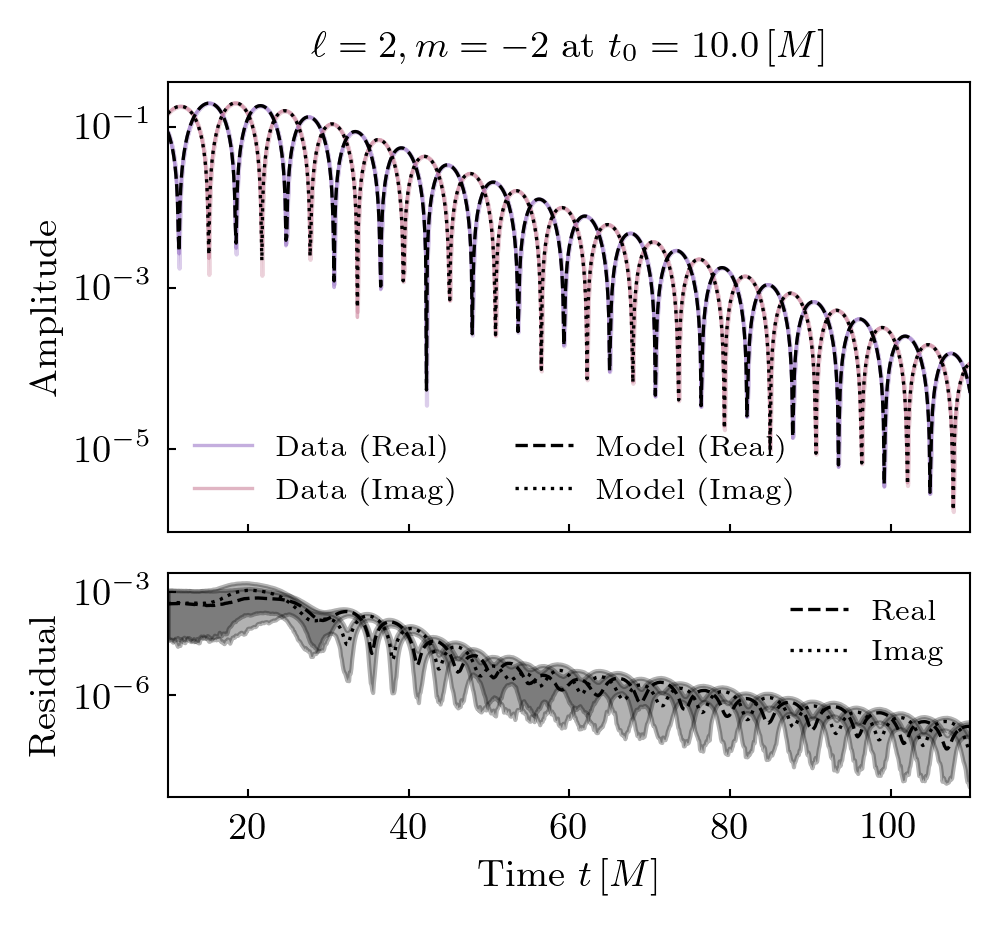 ℓ = 2, m = −2 at t₀ = 10.0 [M]
Amplitude
10⁻¹
10⁻³
10⁻⁵
Data (Real)
Data (Imag)
Model (Real)
Model (Imag)
Residual
10⁻³
10⁻⁶
Real
Imag
20 40 60 80 100
Time t [M]